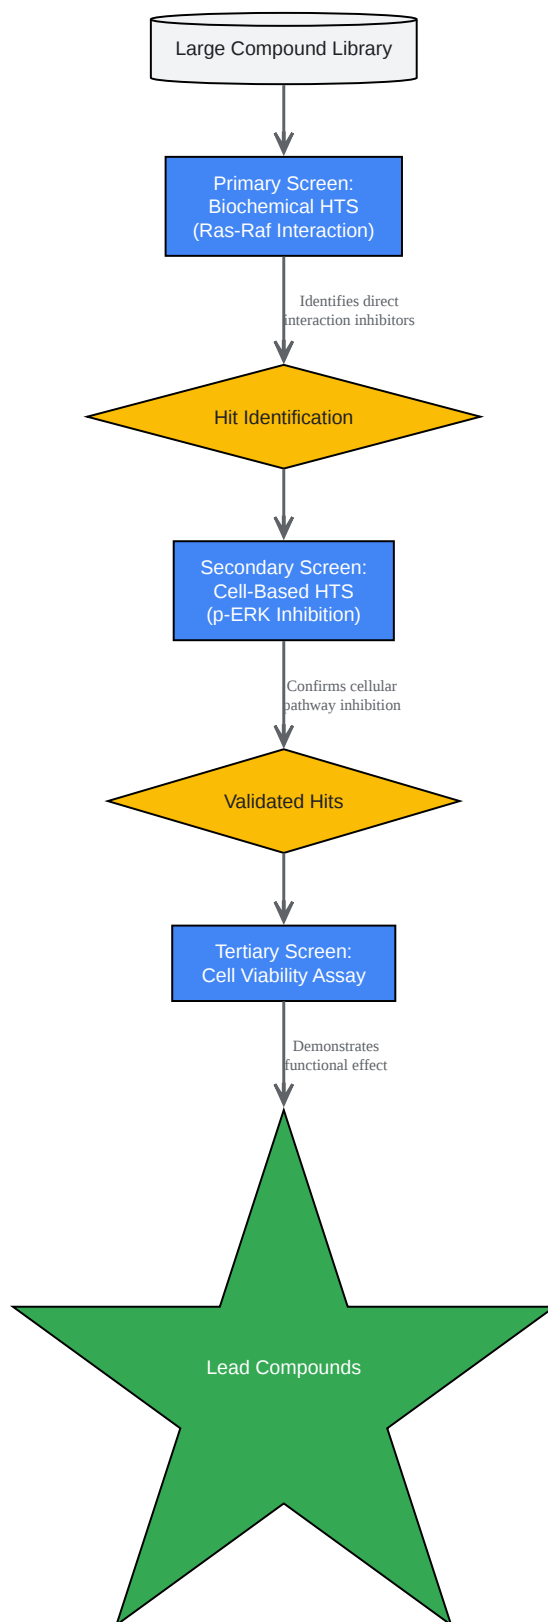 Large Compound Library
Primary Screen:
Biochemical HTS
(Ras-Raf Interaction)
Identifies direct
interaction inhibitors
Hit Identification
Secondary Screen:
Cell-Based HTS
(p-ERK Inhibition)
Confirms cellular
pathway inhibition
Validated Hits
Tertiary Screen:
Cell Viability Assay
Demonstrates
functional effect
Lead Compounds